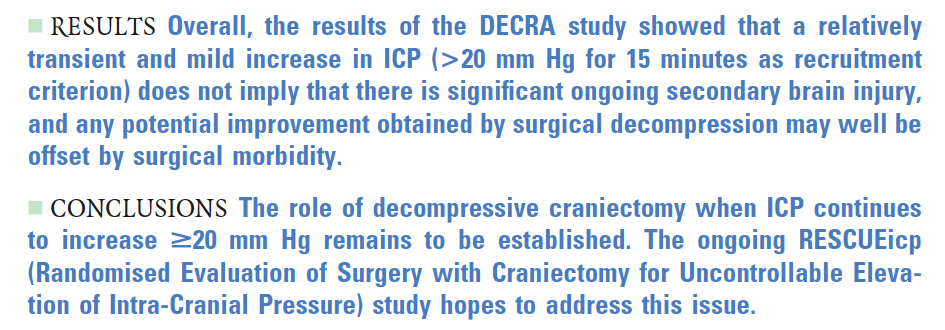 RESULTS Overall, the results of the DECRA study showed that a relatively
transient and mild increase in ICP (>20 mm Hg for 15 minutes as recruitment
criterion) does not imply that there is significant ongoing secondary brain injury,
and any potential improvement obtained by surgical decompression may well be
offset by surgical morbidity.
CONCLUSIONS The role of decompressive craniectomy when ICP continues
to increase ≥20 mm Hg remains to be established. The ongoing RESCUEicp
(Randomised Evaluation of Surgery with Craniectomy for Uncontrollable Eleva-
tion of Intra-Cranial Pressure) study hopes to address this issue.